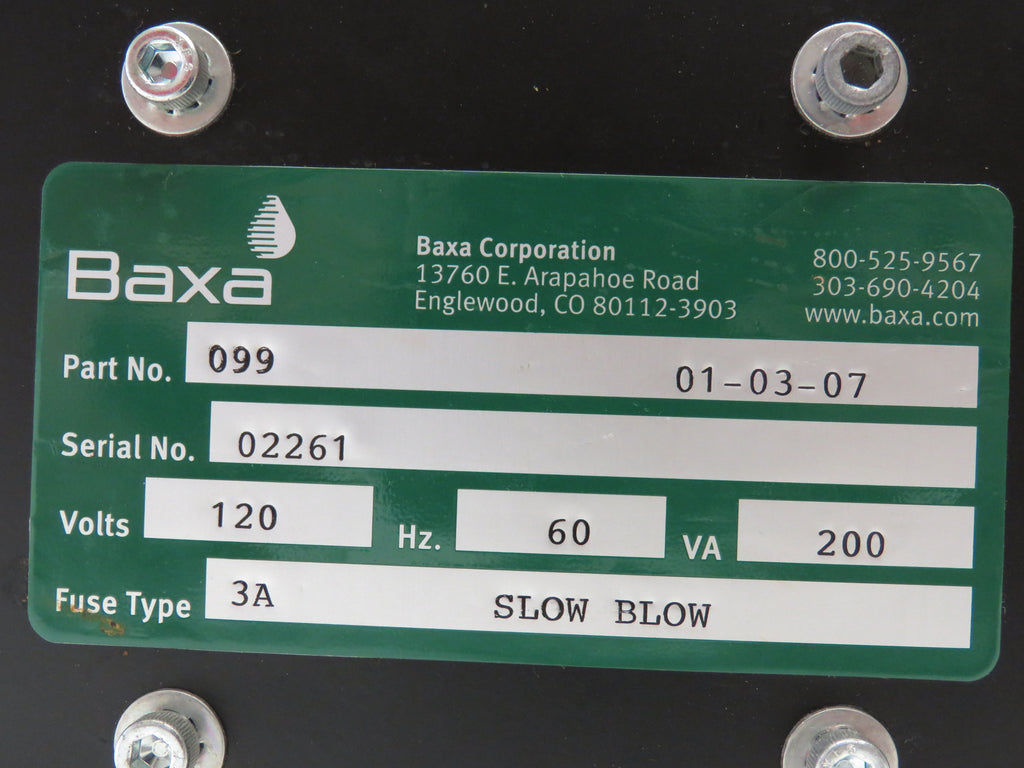 Baxa
Baxa Corporation
13760 E. Arapahoe Road
Englewood, CO 80112-3903
800-525-9567
303-690-4204
www.baxa.com
Part No. 099 01-03-07
Serial No. 02261
Volts 120 Hz. 60 VA 200
Fuse Type 3A SLOW BLOW